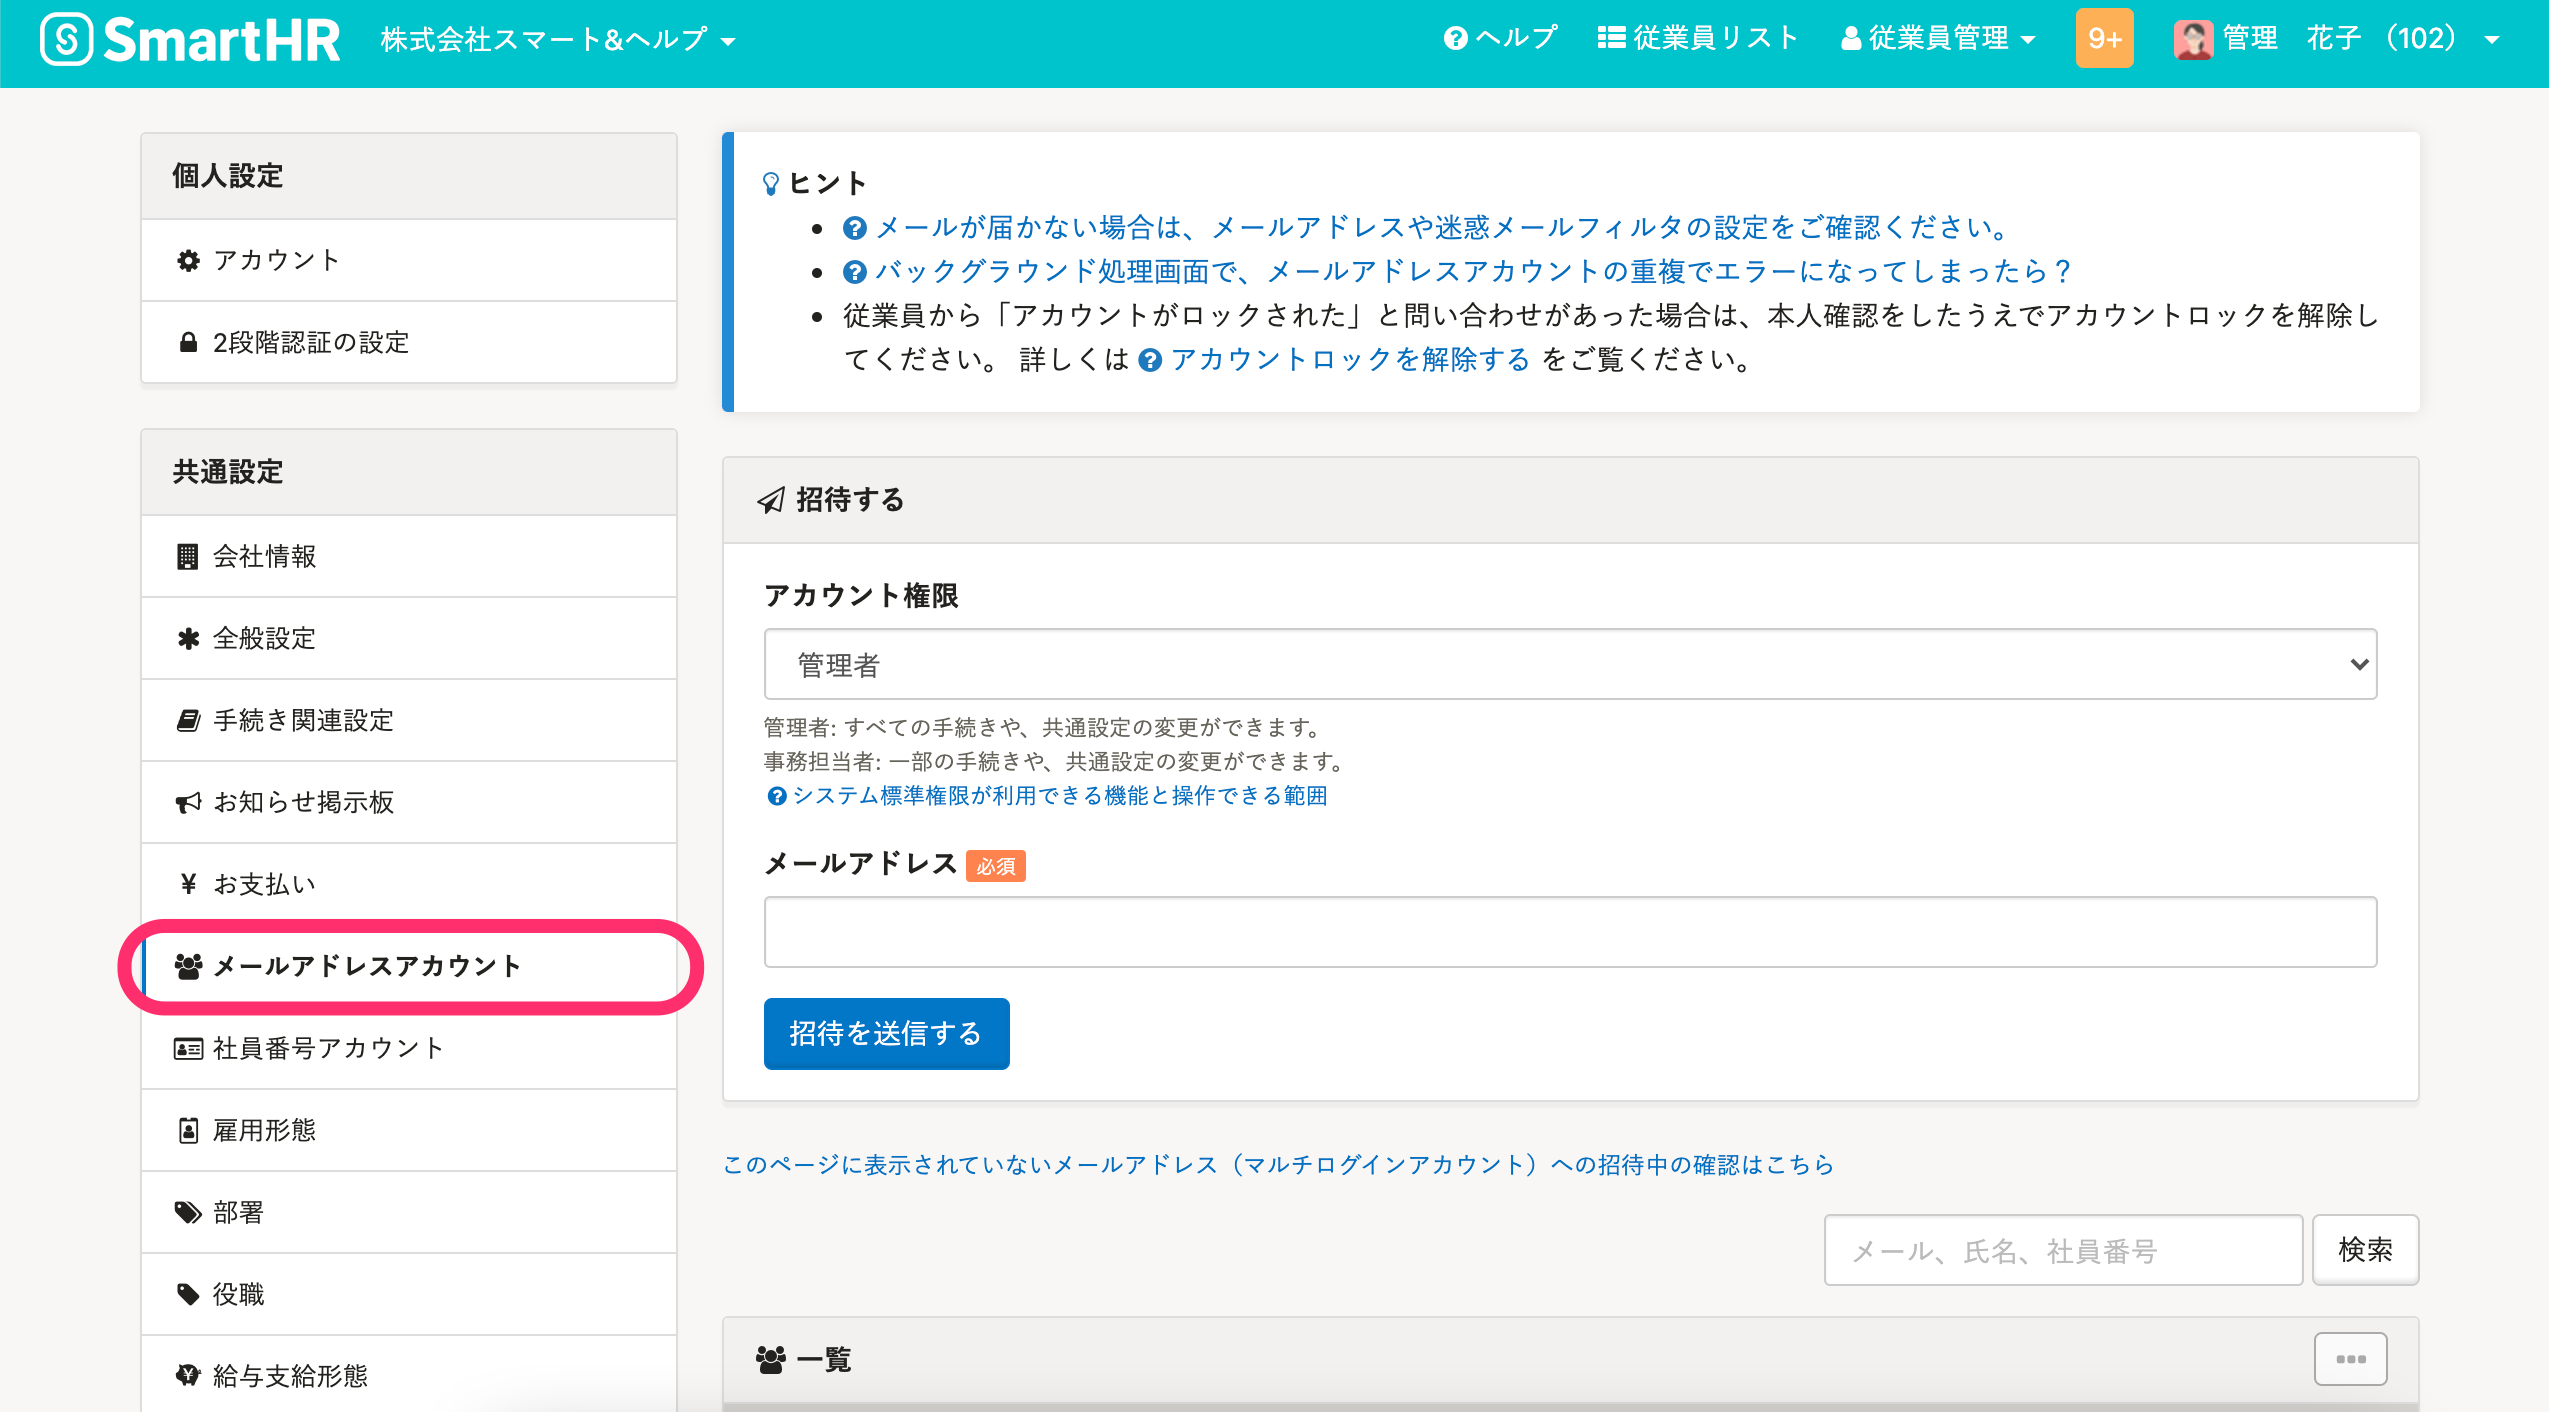 SmartHR 株式会社スマート&ヘルプ ヘルプ 従業員リスト 従業員管理 9+ 管理 花子 （102）
個人設定
アカウント
2段階認証の設定
共通設定
会社情報
全般設定
手続き関連設定
お知らせ掲示板
¥ お支払い
メールアドレスアカウント
社員番号アカウント
雇用形態
部署
役職
給与支給形態
ヒント
メールが届かない場合は、メールアドレスや迷惑メールフィルタの設定をご確認ください。
バックグラウンド処理画面で、メールアドレスアカウントの重複でエラーになってしまったら？
従業員から「アカウントがロックされた」と問い合わせがあった場合は、本人確認をしたうえでアカウントロックを解除し
てください。 詳しくは アカウントロックを解除する をご覧ください。
招待する
アカウント権限
管理者
管理者: すべての手続きや、共通設定の変更ができます。
事務担当者: 一部の手続きや、共通設定の変更ができます。
システム標準権限が利用できる機能と操作できる範囲
メールアドレス 必須
招待を送信する
このページに表示されていないメールアドレス（マルチログインアカウント）への招待中の確認はこちら
メール、氏名、社員番号 検索
一覧